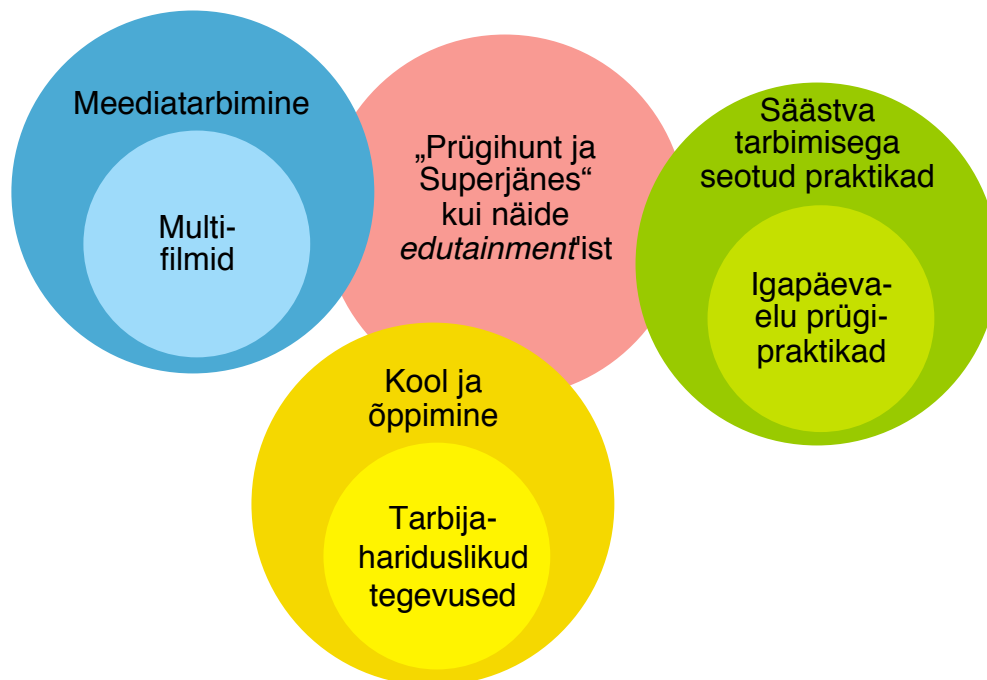 Meediatarbimine
Multi-
filmid
„Prügihunt ja
Superjänes“
kui näide
edutainment'ist
Säästva
tarbimisega
seotud praktikad
Igapäeva-
elu prügi-
praktikad
Kool ja
õppimine
Tarbija-
hariduslikud
tegevused